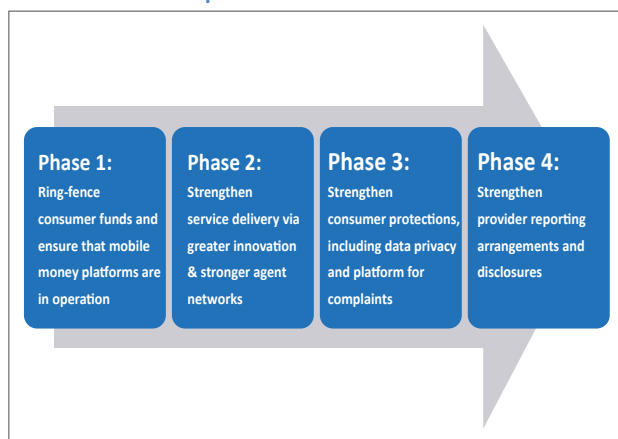 Phase 1:
Ring-fence
consumer funds and
ensure that mobile
money platforms are
in operation
Phase 2:
Strengthen
service delivery via
greater innovation
& stronger agent
networks
Phase 3:
Strengthen
consumer protections,
including data privacy
and platform for
complaints
Phase 4:
Strengthen
provider reporting
arrangements and
disclosures